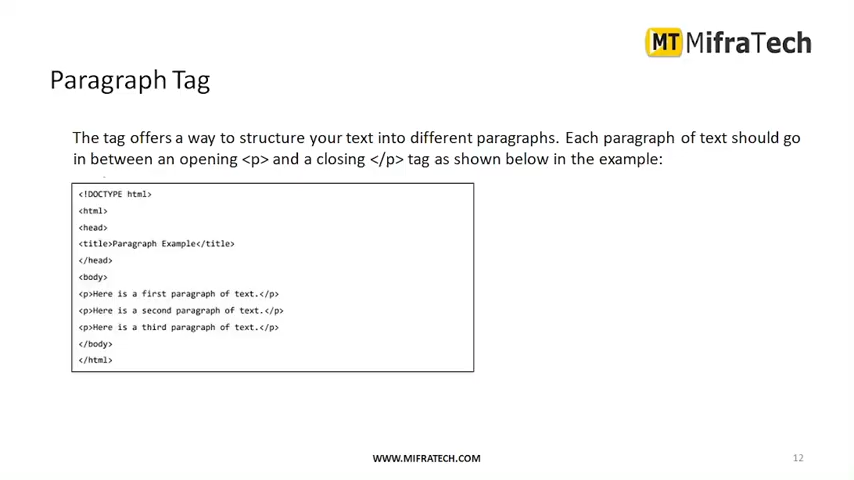 MT MifraTech
Paragraph Tag
The tag offers a way to structure your text into different paragraphs. Each paragraph of text should go
in between an opening <p> and a closing </p> tag as shown below in the example:
<!DOCTYPE html>
<html>
<head>
<title>Paragraph Example</title>
</head>
<body>
<p>Here is a first paragraph of text.</p>
<p>Here is a second paragraph of text.</p>
<p>Here is a third paragraph of text.</p>
</body>
</html>
WWW.MIFRATECH.COM
12